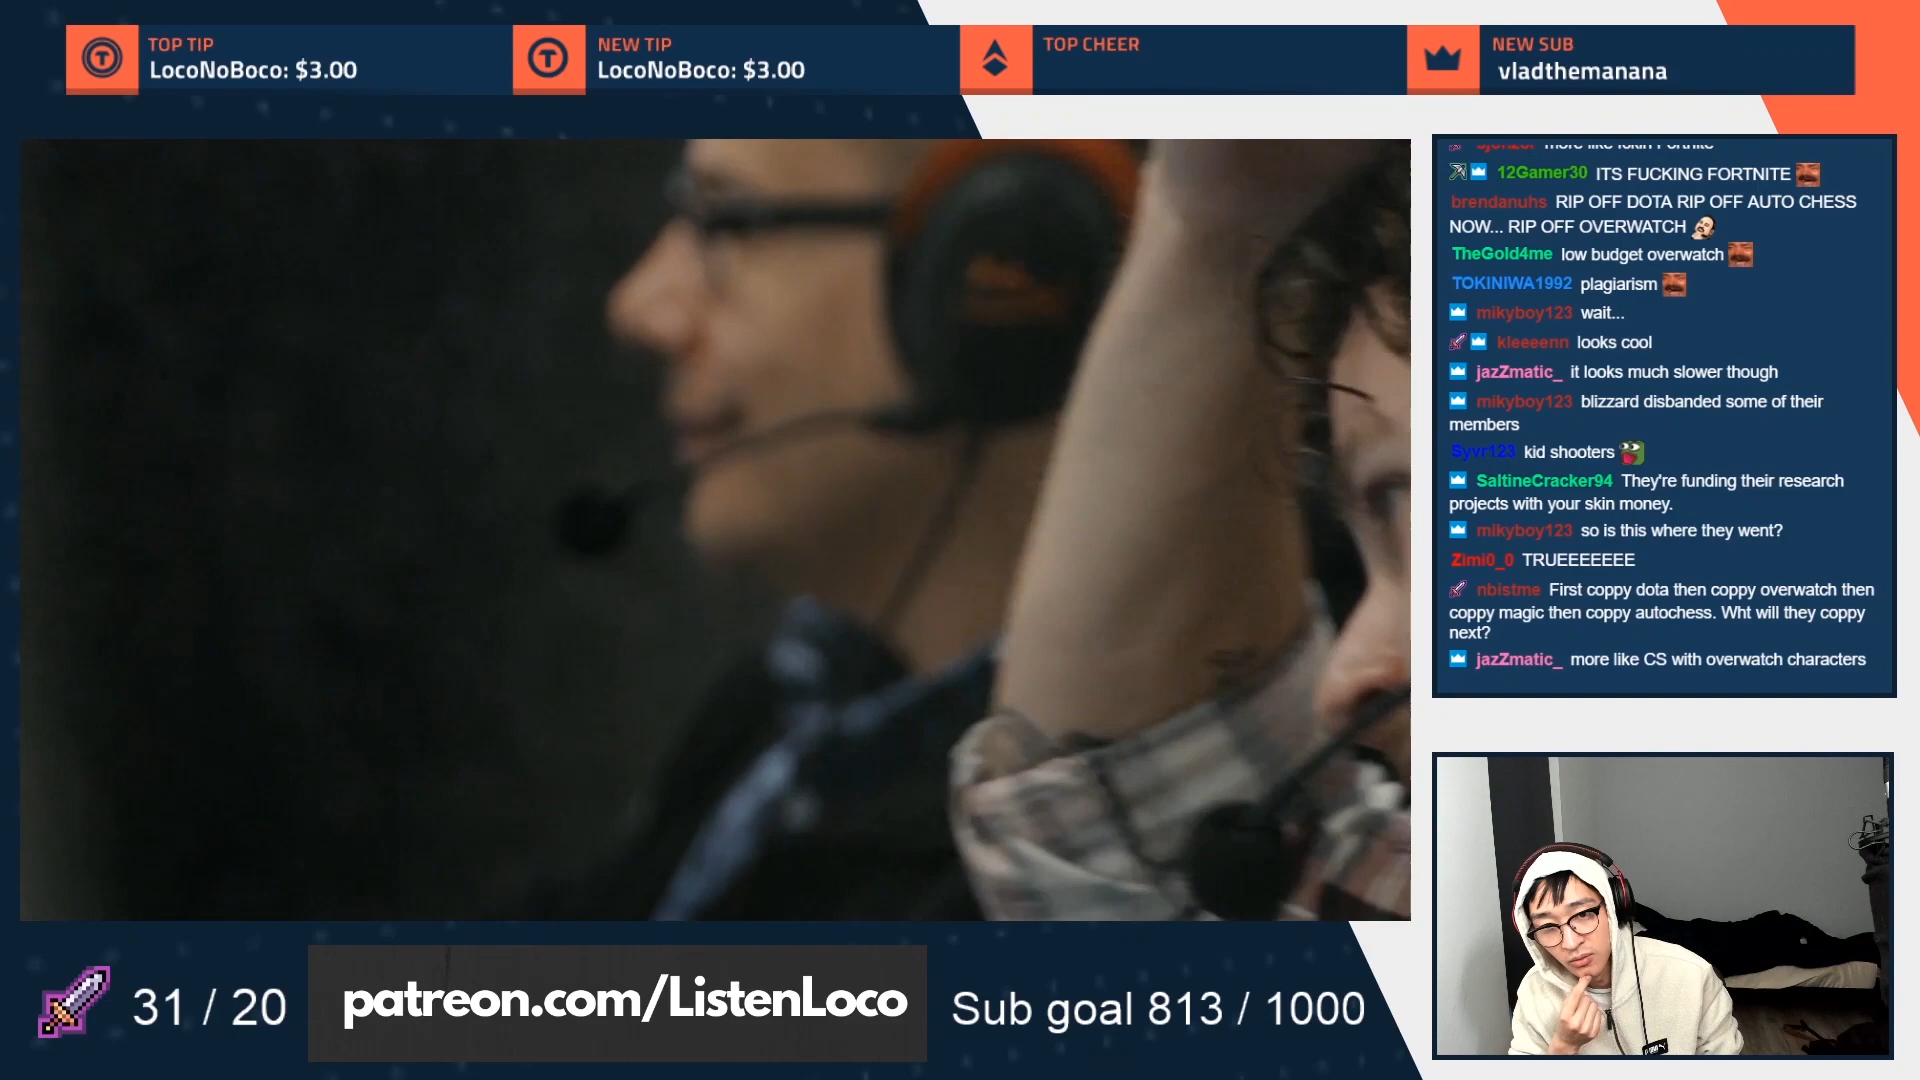 TOP TIP
LocoNoBoco: $3.00
NEW TIP
LocoNoBoco: $3.00
TOP CHEER
NEW SUB
vladthemanana
12Gamer30 ITS FUCKING FORTNITE
brendanuhs RIP OFF DOTA RIP OFF AUTO CHESS
NOW... RIP OFF OVERWATCH
TheGold4me low budget overwatch
TOKINIWA1992 plagiarism
mikyboy123 wait...
kleeeenn looks cool
jazZmatic_ it looks much slower though
mikyboy123 blizzard disbanded some of their
members
Syvr123 kid shooters
SaltineCracker94 They're funding their research
projects with your skin money.
mikyboy123 so is this where they went?
Zimi0_0 TRUEEEEEEE
nbistme First coppy dota then coppy overwatch then
coppy magic then coppy autochess. Wht will they coppy
next?
jazZmatic_ more like CS with overwatch characters
31 / 20
patreon.com/ListenLoco
Sub goal 813 / 1000